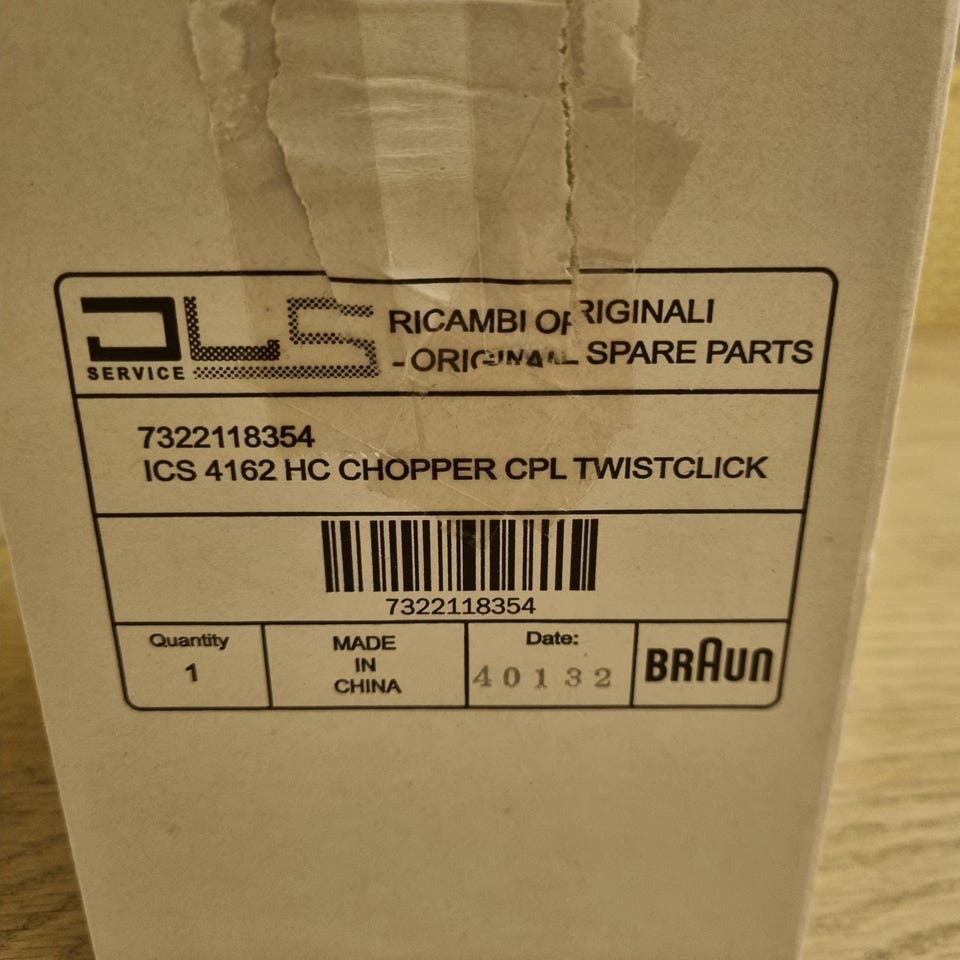 DLS
SERVICE
RICAMBI ORIGINALI
- ORIGINAL SPARE PARTS
7322118354
ICS 4162 HC CHOPPER CPL TWISTCLICK
7322118354
Quantity
1
MADE
IN
CHINA
Date:
40132
BRAUN